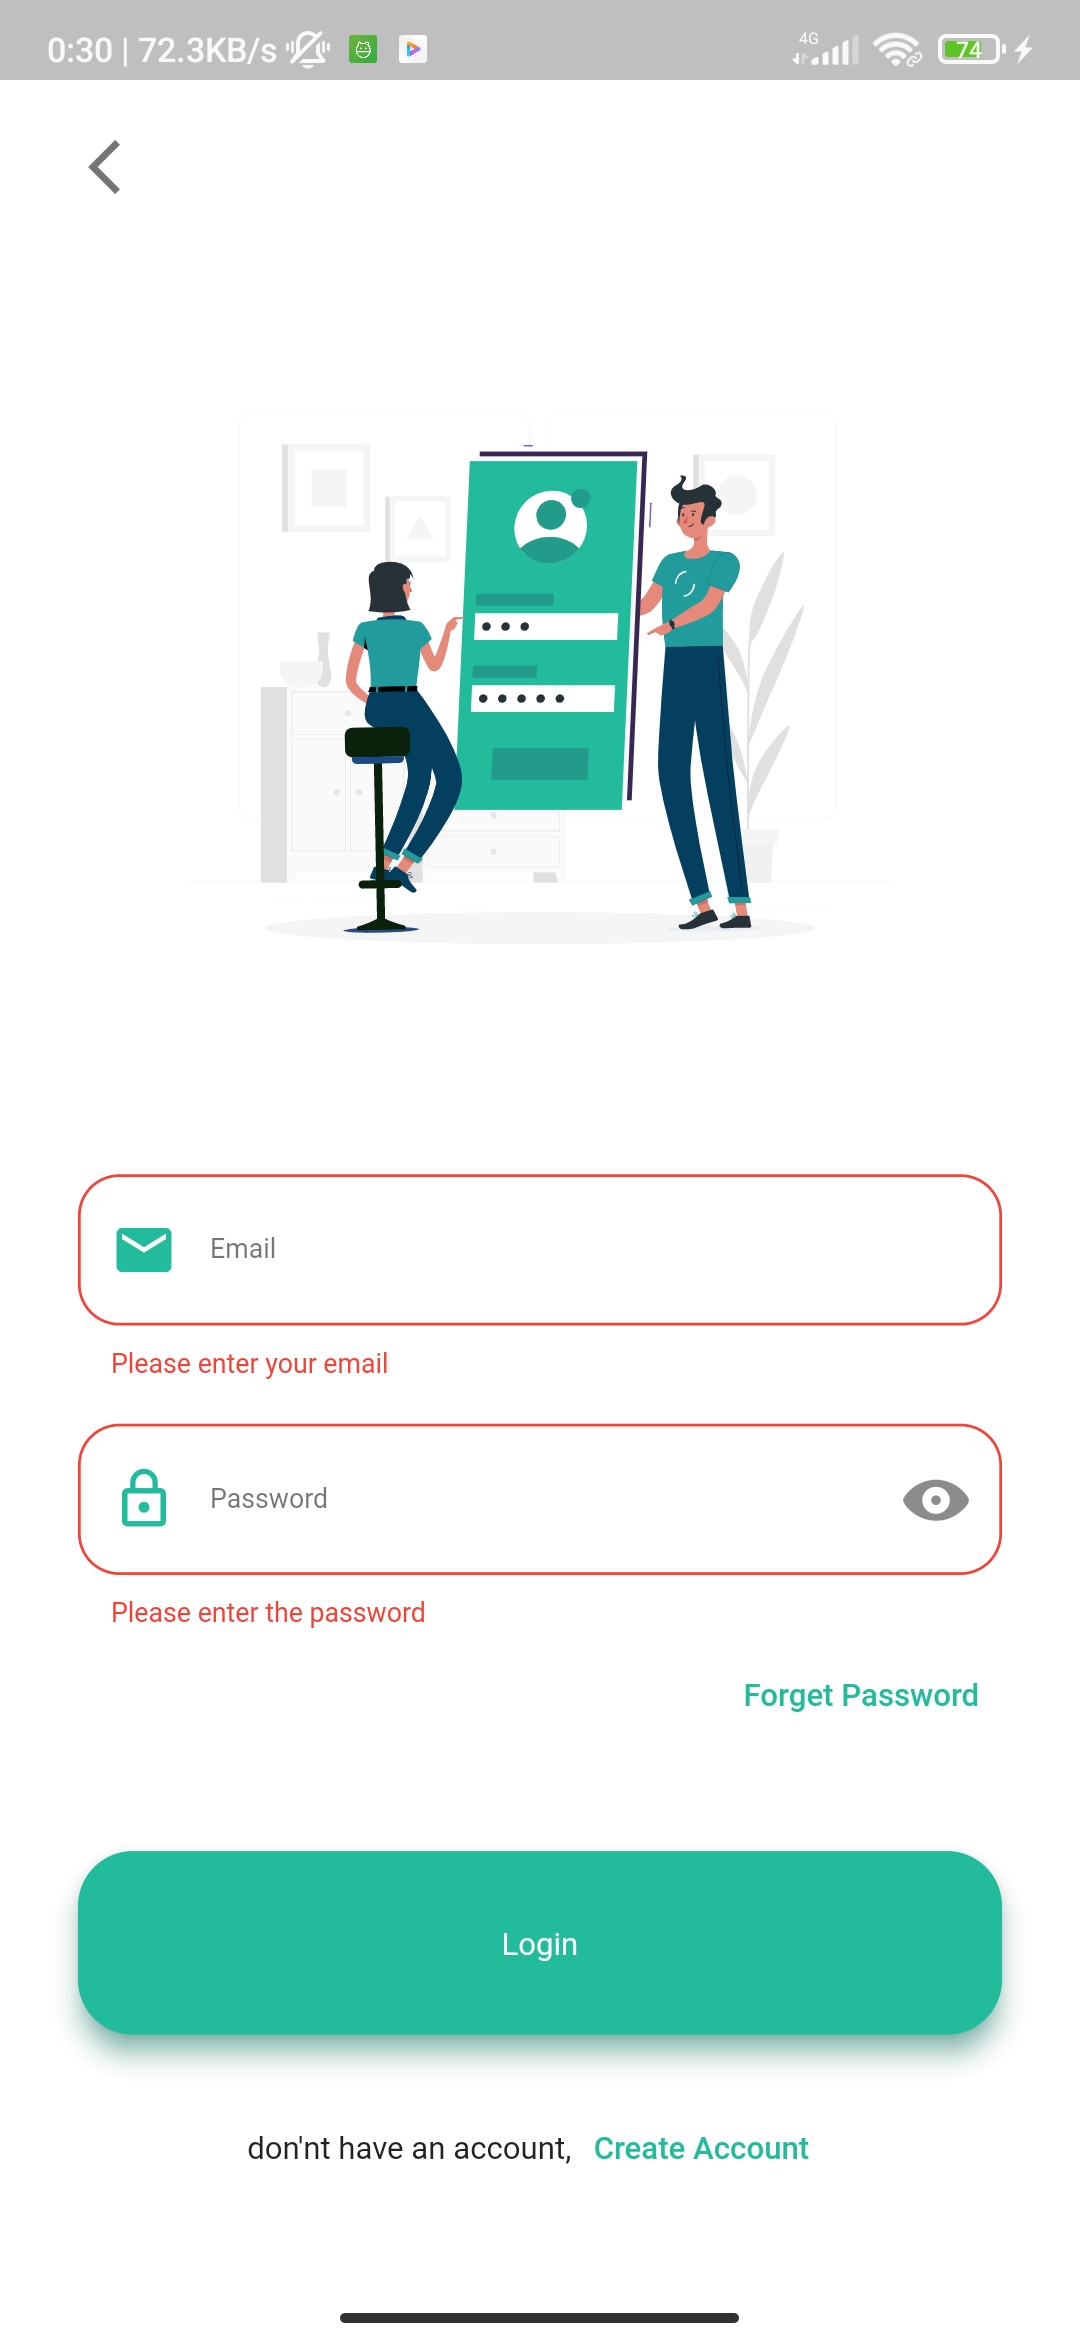 0:30 | 72.3KB/s
4G
74
Email
Please enter your email
Password
Please enter the password
Forget Password
Login
don'nt have an account, Create Account